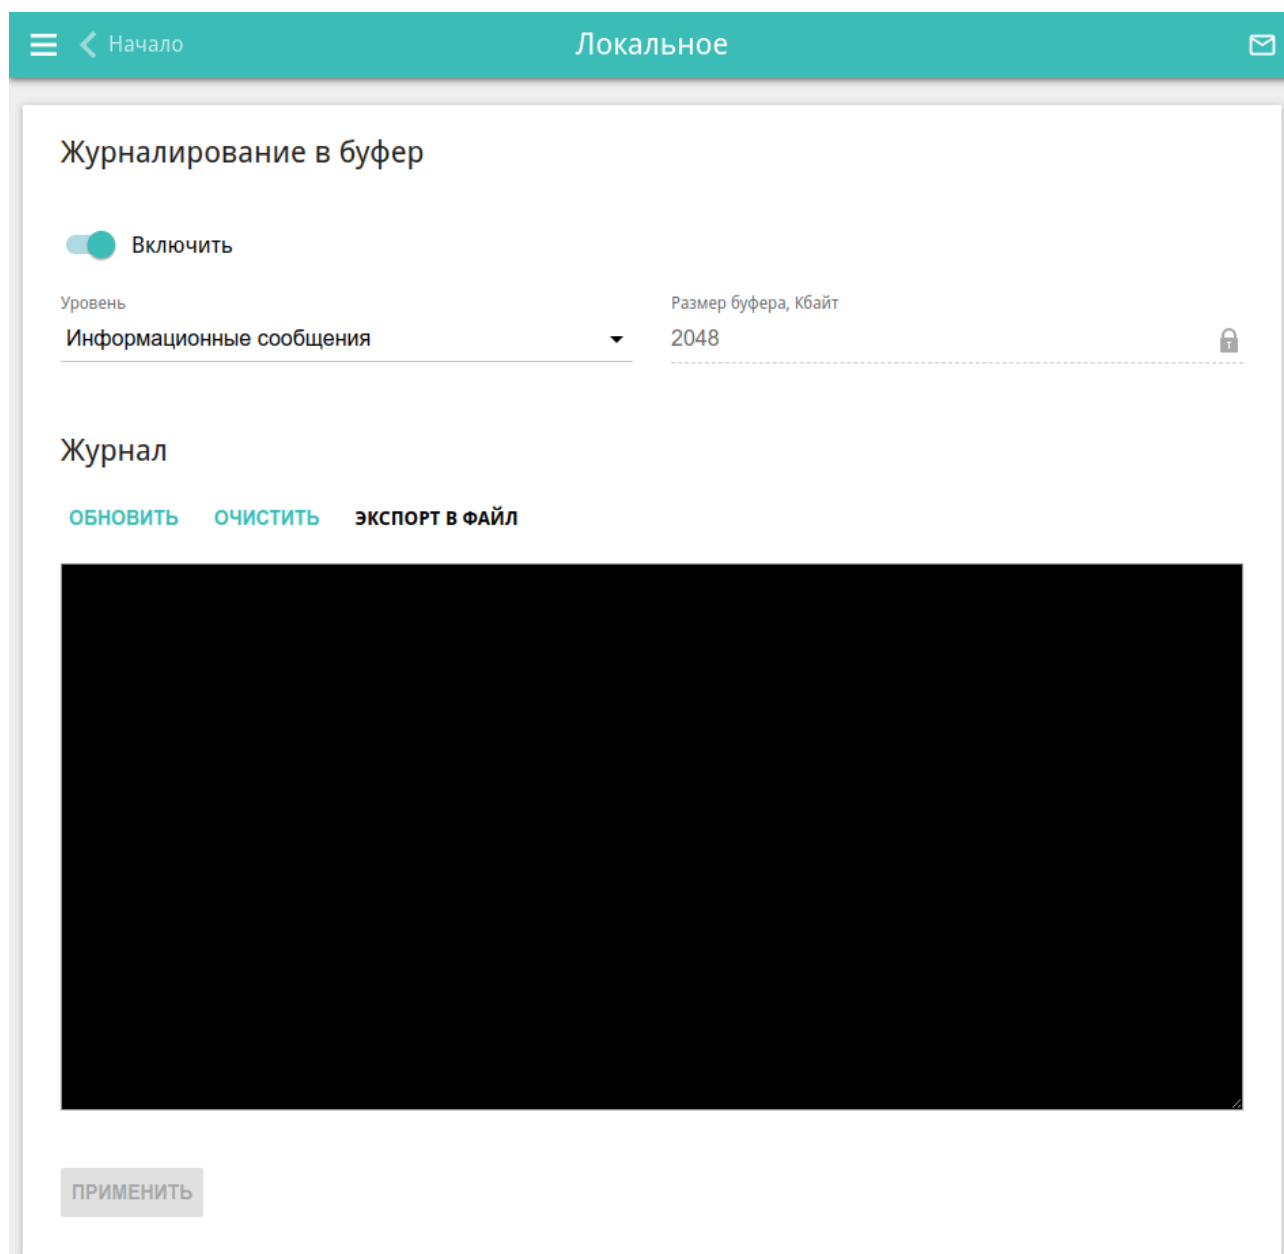 Начало Локальное
Журналирование в буфер
Включить
Уровень Размер буфера, Кбайт
Информационные сообщения 2048
Журнал
ОБНОВИТЬ ОЧИСТИТЬ ЭКСПОРТ В ФАЙЛ
ПРИМЕНИТЬ